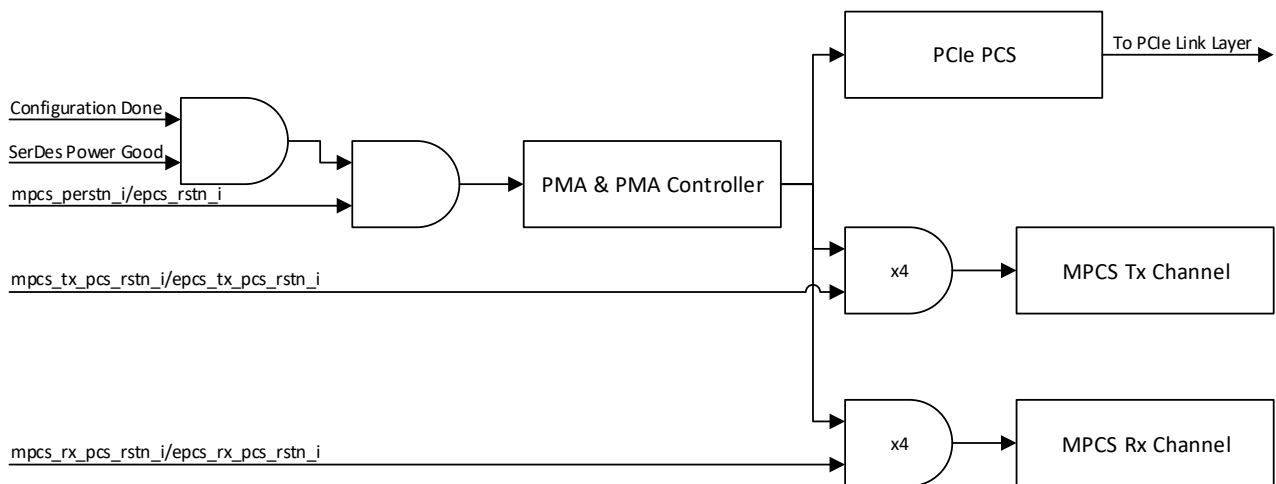 PCIe PCS
To PCIe Link Layer
Configuration Done
SerDes Power Good
mpcs_perstn_i/epcs_rstn_i
PMA & PMA Controller
mpcs_tx_pcs_rstn_i/epcs_tx_pcs_rstn_i
x4
MPCS Tx Channel
mpcs_rx_pcs_rstn_i/epcs_rx_pcs_rstn_i
x4
MPCS Rx Channel